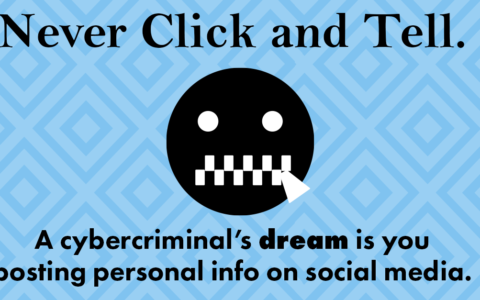 Never Click and Tell.
A cybercriminal's dream is you
posting personal info on social media.